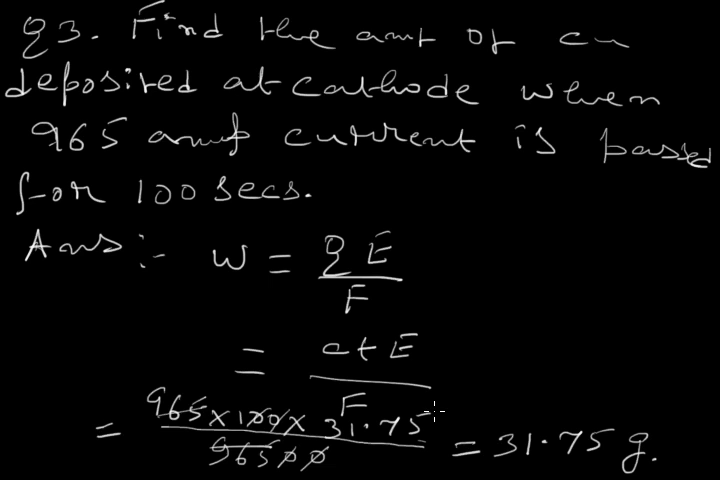 Q3. Find the amt of cu
deposited at cathode when
965 amp current is passed
for 100 secs.
Ans :- W = QE/F
= ctE/F
= 965×100×31.75/96500 = 31.75 g.